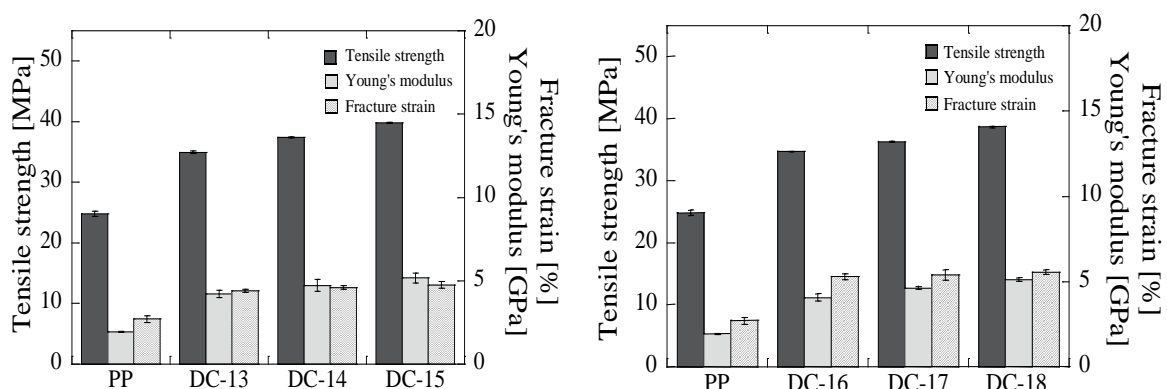 Tensile strength [MPa]
50
40
30
20
10
0
Tensile strength
Young's modulus
Fracture strain
20
15
10
5
0
Fracture strain [%]
Young's modulus [GPa]
PP DC-13 DC-14 DC-15
Tensile strength [MPa]
50
40
30
20
10
0
Tensile strength
Young's modulus
Fracture strain
20
15
10
5
0
Fracture strain [%]
Young's modulus [GPa]
PP DC-16 DC-17 DC-18